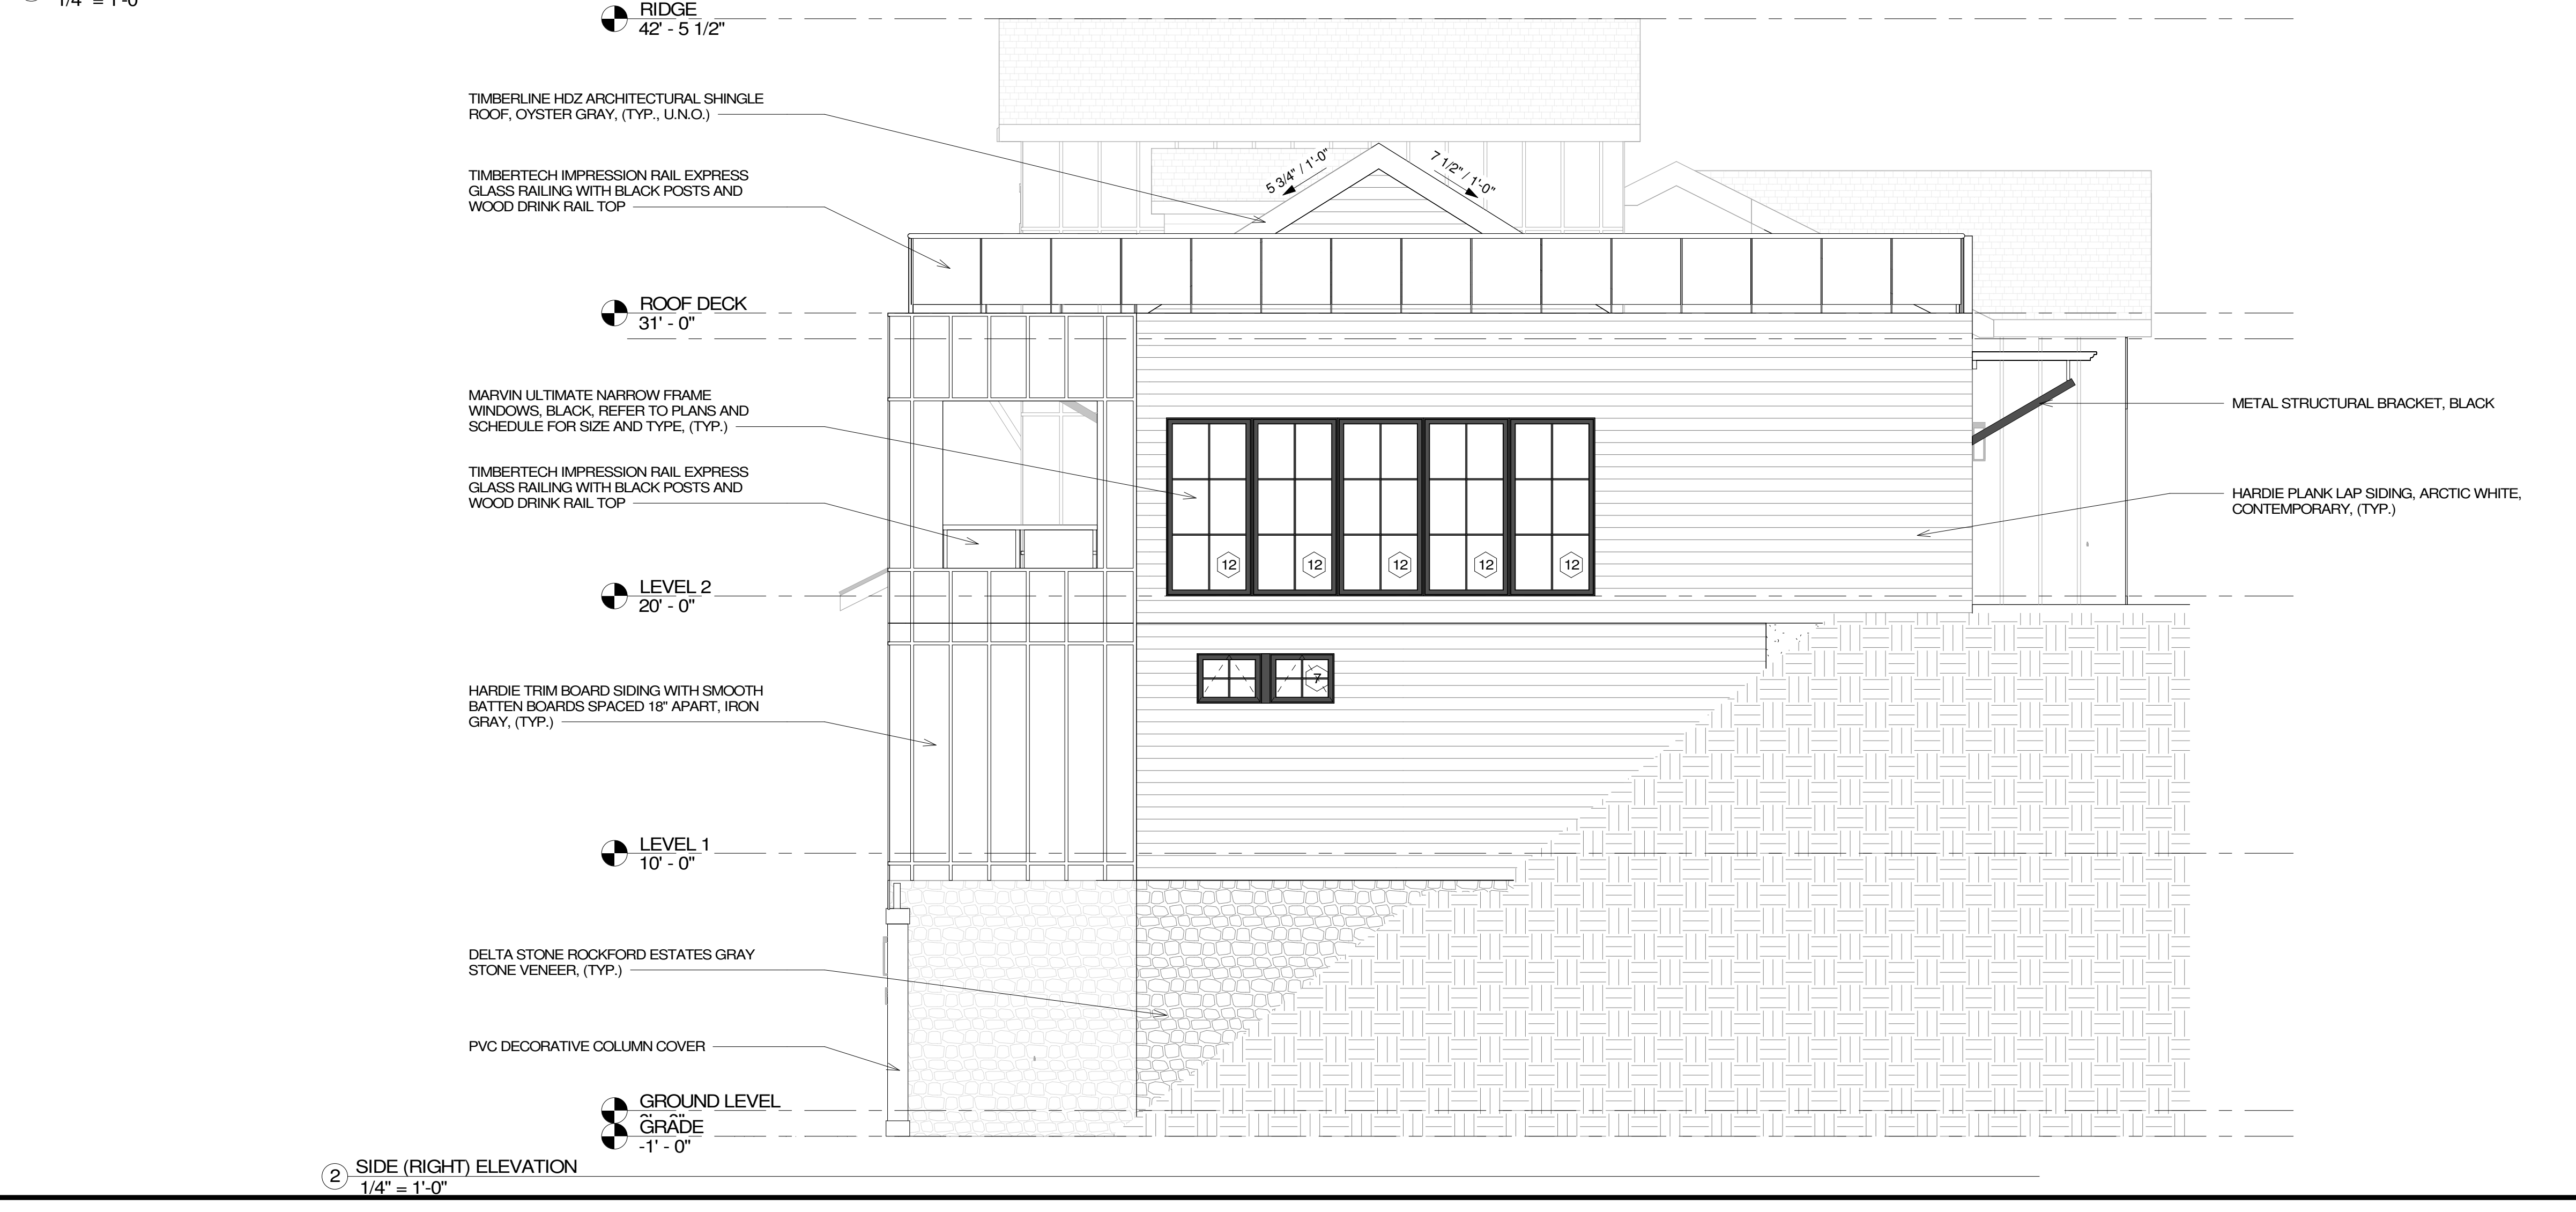 1/4" = 1'-0"
RIDGE
42' - 5 1/2"
TIMBERLINE HDZ ARCHITECTURAL SHINGLE
ROOF, OYSTER GRAY, (TYP., U.N.O.)
5 3/4" / 1'-0"
7 1/2" / 1'-0"
TIMBERTECH IMPRESSION RAIL EXPRESS
GLASS RAILING WITH BLACK POSTS AND
WOOD DRINK RAIL TOP
ROOF DECK
31' - 0"
MARVIN ULTIMATE NARROW FRAME
WINDOWS, BLACK, REFER TO PLANS AND
SCHEDULE FOR SIZE AND TYPE, (TYP.)
METAL STRUCTURAL BRACKET, BLACK
TIMBERTECH IMPRESSION RAIL EXPRESS
GLASS RAILING WITH BLACK POSTS AND
WOOD DRINK RAIL TOP
HARDIE PLANK LAP SIDING, ARCTIC WHITE,
CONTEMPORARY, (TYP.)
12
12
12
12
12
LEVEL 2
20' - 0"
7
HARDIE TRIM BOARD SIDING WITH SMOOTH
BATTEN BOARDS SPACED 18" APART, IRON
GRAY, (TYP.)
LEVEL 1
10' - 0"
DELTA STONE ROCKFORD ESTATES GRAY
STONE VENEER, (TYP.)
PVC DECORATIVE COLUMN COVER
GROUND LEVEL
GRADE
-1' - 0"
2
SIDE (RIGHT) ELEVATION
1/4" = 1'-0"